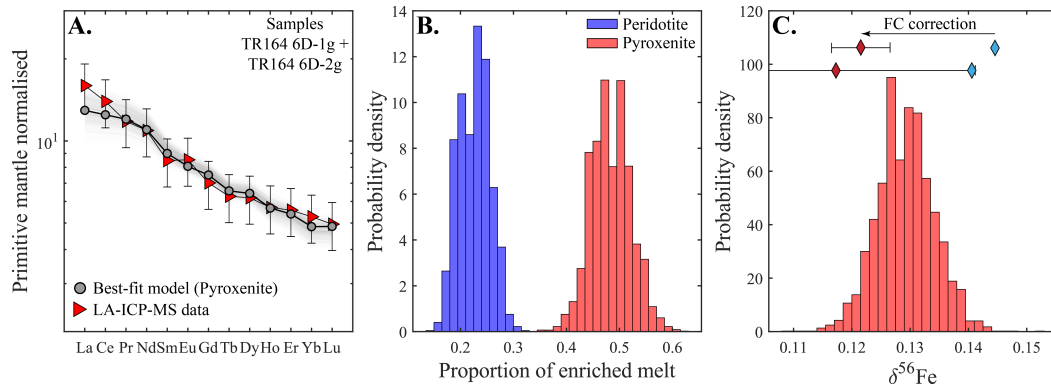 A.
Samples
TR164 6D-1g +
TR164 6D-2g
Primitive mantle normalised
10¹
Best-fit model (Pyroxenite)
LA-ICP-MS data
La Ce Pr Nd Sm Eu Gd Tb Dy Ho Er Yb Lu
B.
Peridotite
Pyroxenite
Probability density
14
12
10
8
6
4
2
0
0.2 0.3 0.4 0.5 0.6
Proportion of enriched melt
C.
FC correction
Probability density
120
100
80
60
40
20
0
0.11 0.12 0.13 0.14 0.15
δ⁵⁶Fe